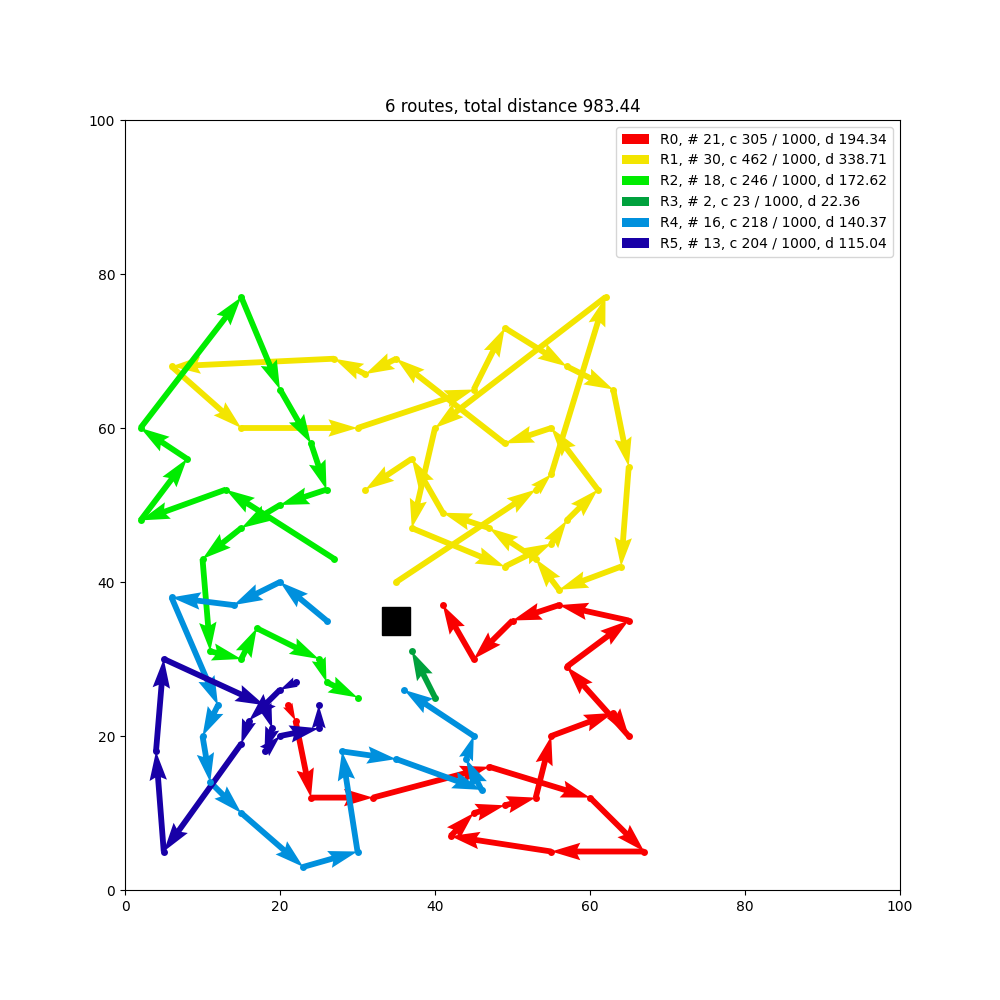 6 routes, total distance 983.44
R0, # 21, c 305 / 1000, d 194.34
R1, # 30, c 462 / 1000, d 338.71
R2, # 18, c 246 / 1000, d 172.62
R3, # 2, c 23 / 1000, d 22.36
R4, # 16, c 218 / 1000, d 140.37
R5, # 13, c 204 / 1000, d 115.04
100
80
60
40
20
0
0 20 40 60 80 100